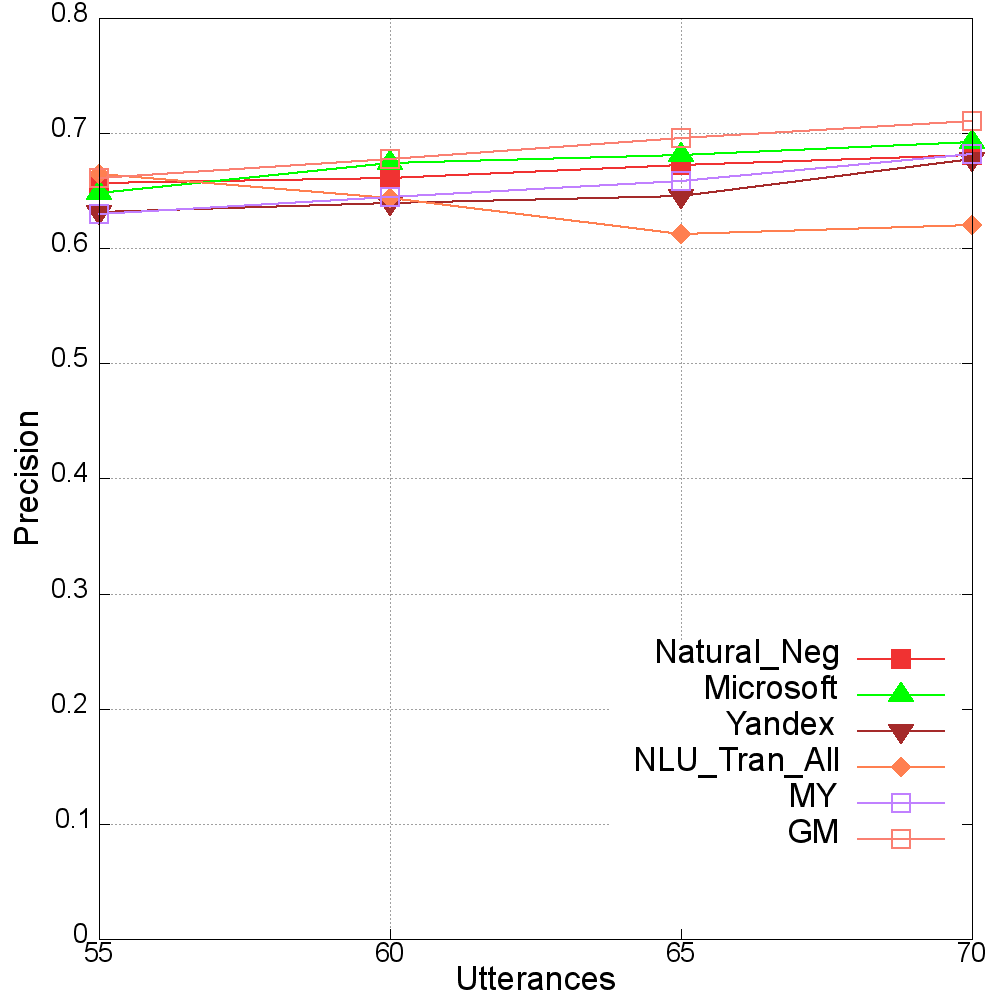 0.8
0.7
0.6
0.5
0.4
0.3
0.2
0.1
0
Precision
55 60 65 70
Utterances
Natural_Neg
Microsoft
Yandex
NLU_Tran_All
MY
GM